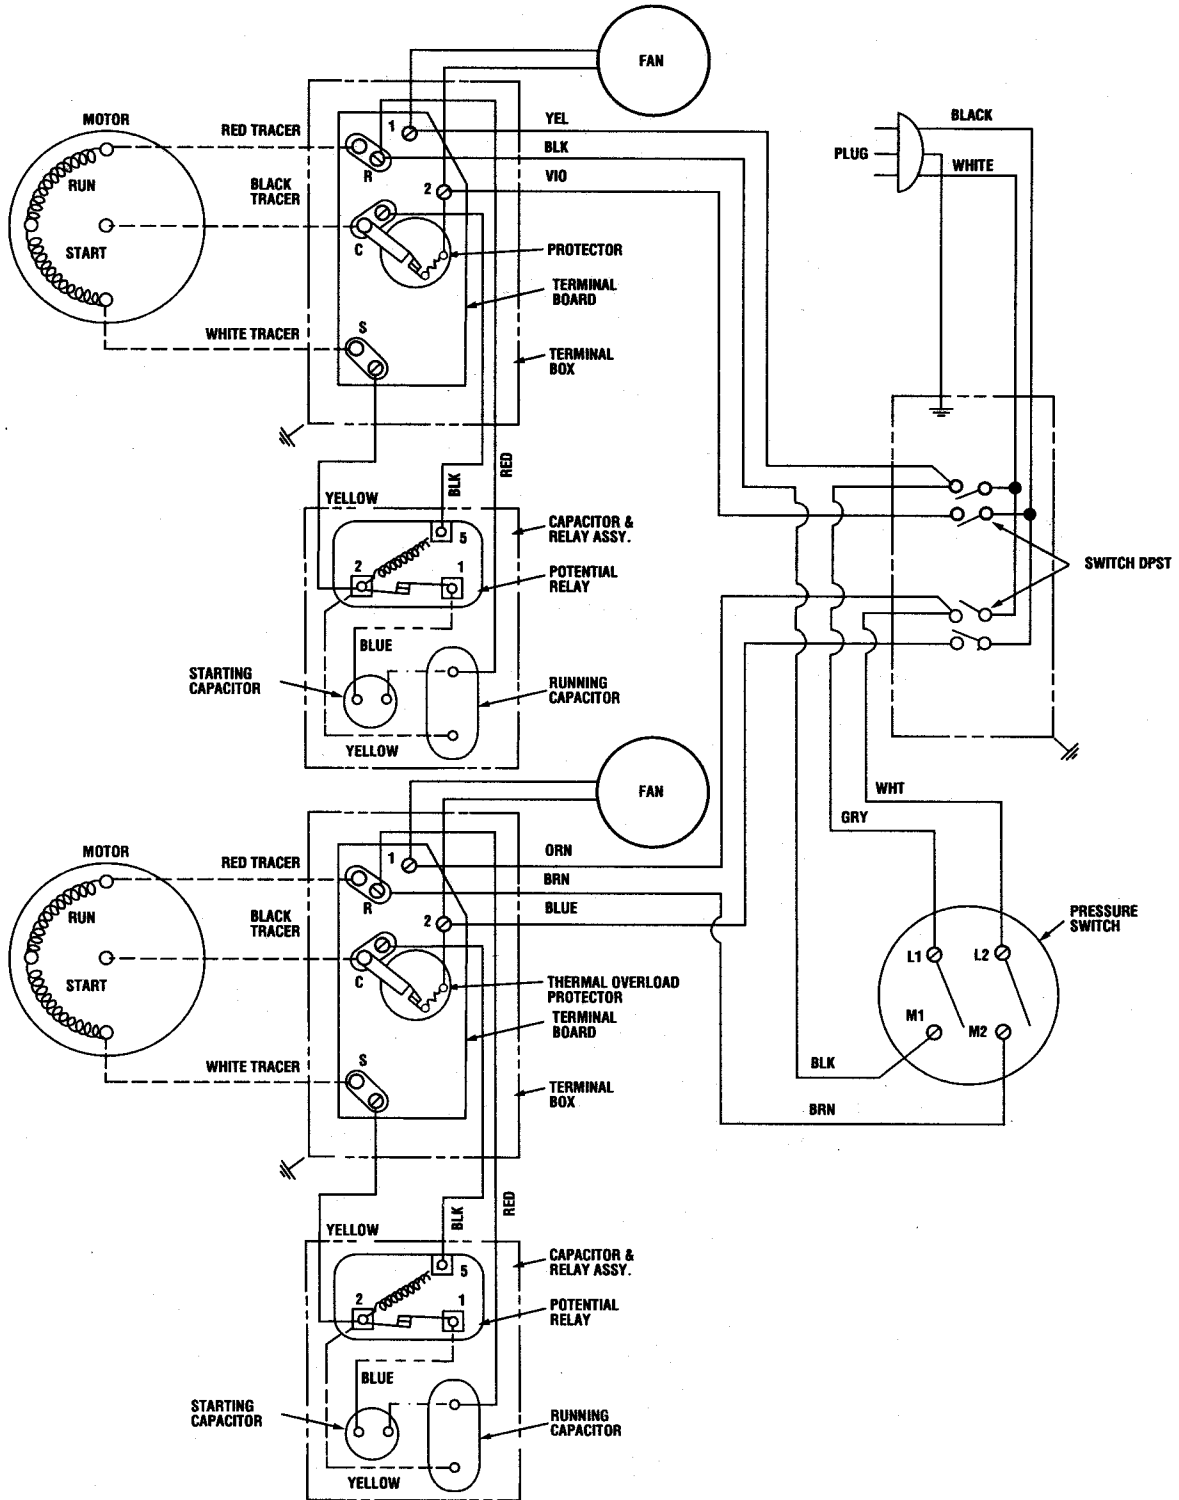 FAN
MOTOR
RED TRACER
RUN
BLACK
TRACER
START
WHITE TRACER
1
R
2
C
S
YEL
BLK
VIO
PROTECTOR
TERMINAL
BOARD
TERMINAL
BOX
PLUG
BLACK
WHITE
YELLOW
BLK
RED
CAPACITOR &
RELAY ASSY.
5
2
1
POTENTIAL
RELAY
BLUE
STARTING
CAPACITOR
RUNNING
CAPACITOR
YELLOW
SWITCH DPST
FAN
WHT
GRY
MOTOR
RED TRACER
RUN
BLACK
TRACER
START
WHITE TRACER
1
R
2
C
S
ORN
BRN
BLUE
THERMAL OVERLOAD
PROTECTOR
TERMINAL
BOARD
TERMINAL
BOX
PRESSURE
SWITCH
L1
L2
M1
M2
BLK
BRN
YELLOW
BLK
RED
CAPACITOR &
RELAY ASSY.
5
2
1
POTENTIAL
RELAY
BLUE
STARTING
CAPACITOR
RUNNING
CAPACITOR
YELLOW